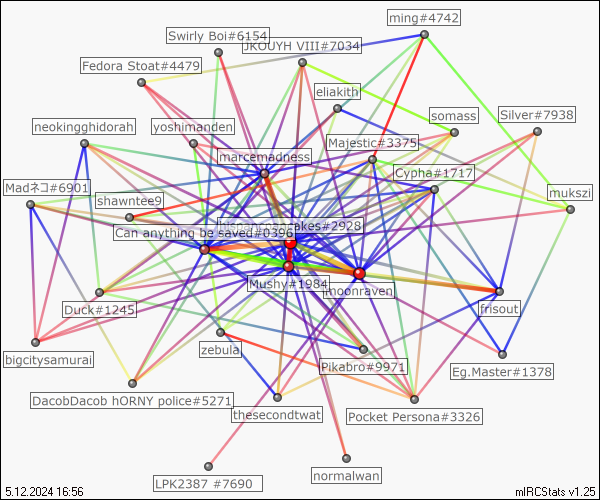 ming#4742
Swirly Boi#6154
JKOUYH VIII#7034
Fedora Stoat#4479
eliakith
somass
Silver#7938
neokingghidorah
yoshimanden
Majestic#3375
marcemadness
Cypha#1717
Madネコ#6901
shawntee9
mukszi
cakes#2928
Can anything be saved#0396
Mushy#1984
moonraven
Duck#1245
frisout
zebula
bigcitysamurai
Pikabro#9971
Eg.Master#1378
DacobDacob hORNY police#5271
thesecondtwat
Pocket Persona#3326
normalwan
LPK2387 #7690
5.12.2024 16:56
mIRCStats v1.25